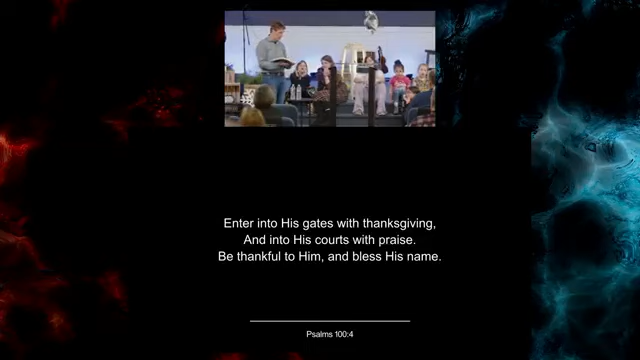 Enter into His gates with thanksgiving,
And into His courts with praise.
Be thankful to Him, and bless His name.
Psalms 100:4